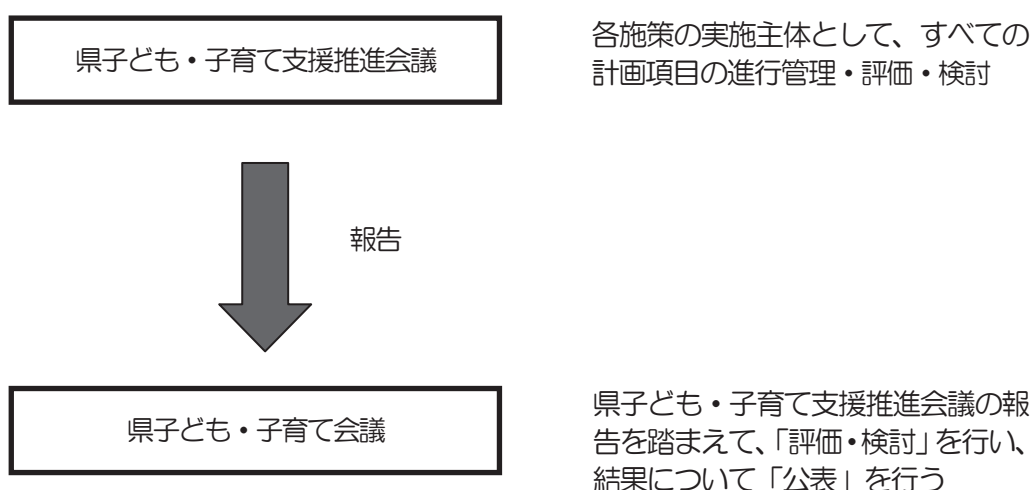 県子ども・子育て支援推進会議
各施策の実施主体として、すべての
計画項目の進行管理・評価・検討
報告
県子ども・子育て会議
県子ども・子育て支援推進会議の報
告を踏まえて、「評価・検討」を行い、
結果について「公表」を行う